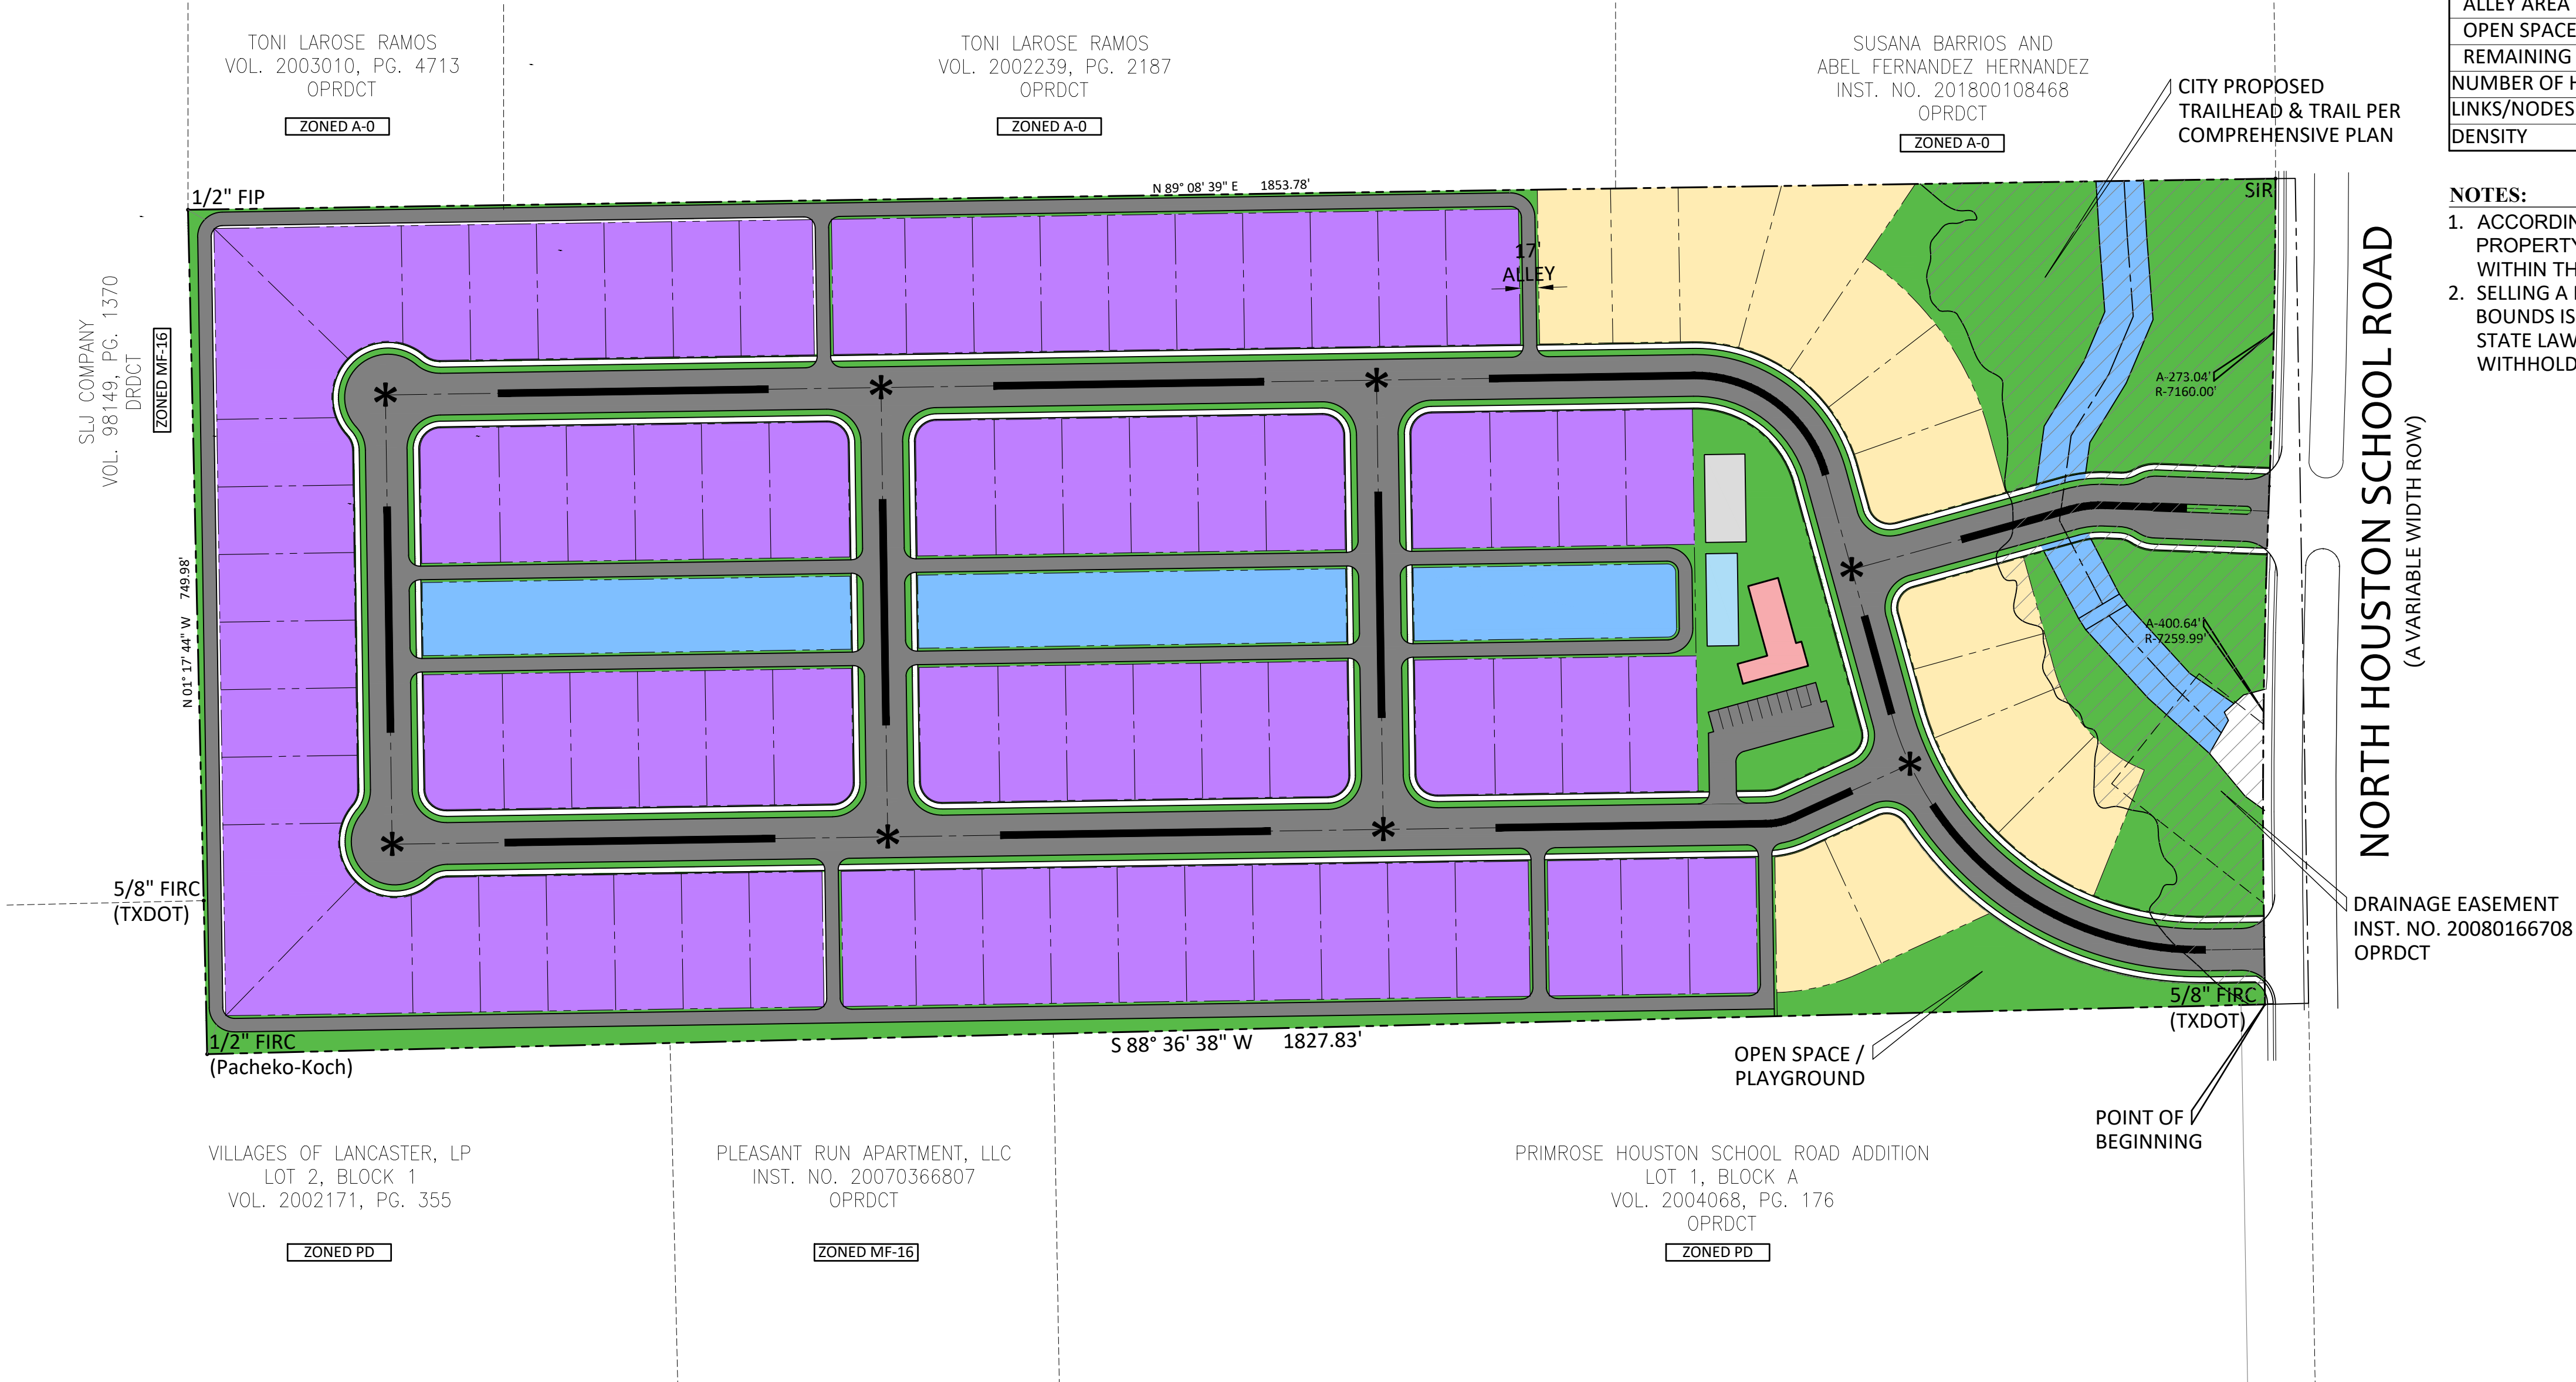 TONI LAROSE RAMOS
VOL. 2003010, PG. 4713
OPRDCT
ZONED A-0
TONI LAROSE RAMOS
VOL. 2002239, PG. 2187
OPRDCT
ZONED A-0
SUSANA BARRIOS AND
ABEL FERNANDEZ HERNANDEZ
INST. NO. 201800108468
OPRDCT
ZONED A-0
CITY PROPOSED
TRAILHEAD & TRAIL PER
COMPREHENSIVE PLAN
ALLEY AREA
OPEN SPACE
REMAINING
NUMBER OF H
LINKS/NODES
DENSITY
NOTES:
1. ACCORDIN
PROPERTY
WITHIN TH
2. SELLING A
BOUNDS IS
STATE LAW
WITHHOLD
1/2" FIP
N 89° 08' 39" E 1853.78'
SIR
17'
ALLEY
SLJ COMPANY
VOL. 98149, PG. 1370
DRDCT
ZONED MF-16
N 01° 17' 44" W 749.98'
A-273.04'
R-7160.00'
A-400.64'
R-7259.99'
NORTH HOUSTON SCHOOL ROAD
(A VARIABLE WIDTH ROW)
5/8" FIRC
(TXDOT)
DRAINAGE EASEMENT
INST. NO. 20080166708
OPRDCT
5/8" FIRC
(TXDOT)
1/2" FIRC
(Pacheko-Koch)
S 88° 36' 38" W 1827.83'
OPEN SPACE /
PLAYGROUND
POINT OF
BEGINNING
VILLAGES OF LANCASTER, LP
LOT 2, BLOCK 1
VOL. 2002171, PG. 355
ZONED PD
PLEASANT RUN APARTMENT, LLC
INST. NO. 20070366807
OPRDCT
ZONED MF-16
PRIMROSE HOUSTON SCHOOL ROAD ADDITION
LOT 1, BLOCK A
VOL. 2004068, PG. 176
OPRDCT
ZONED PD